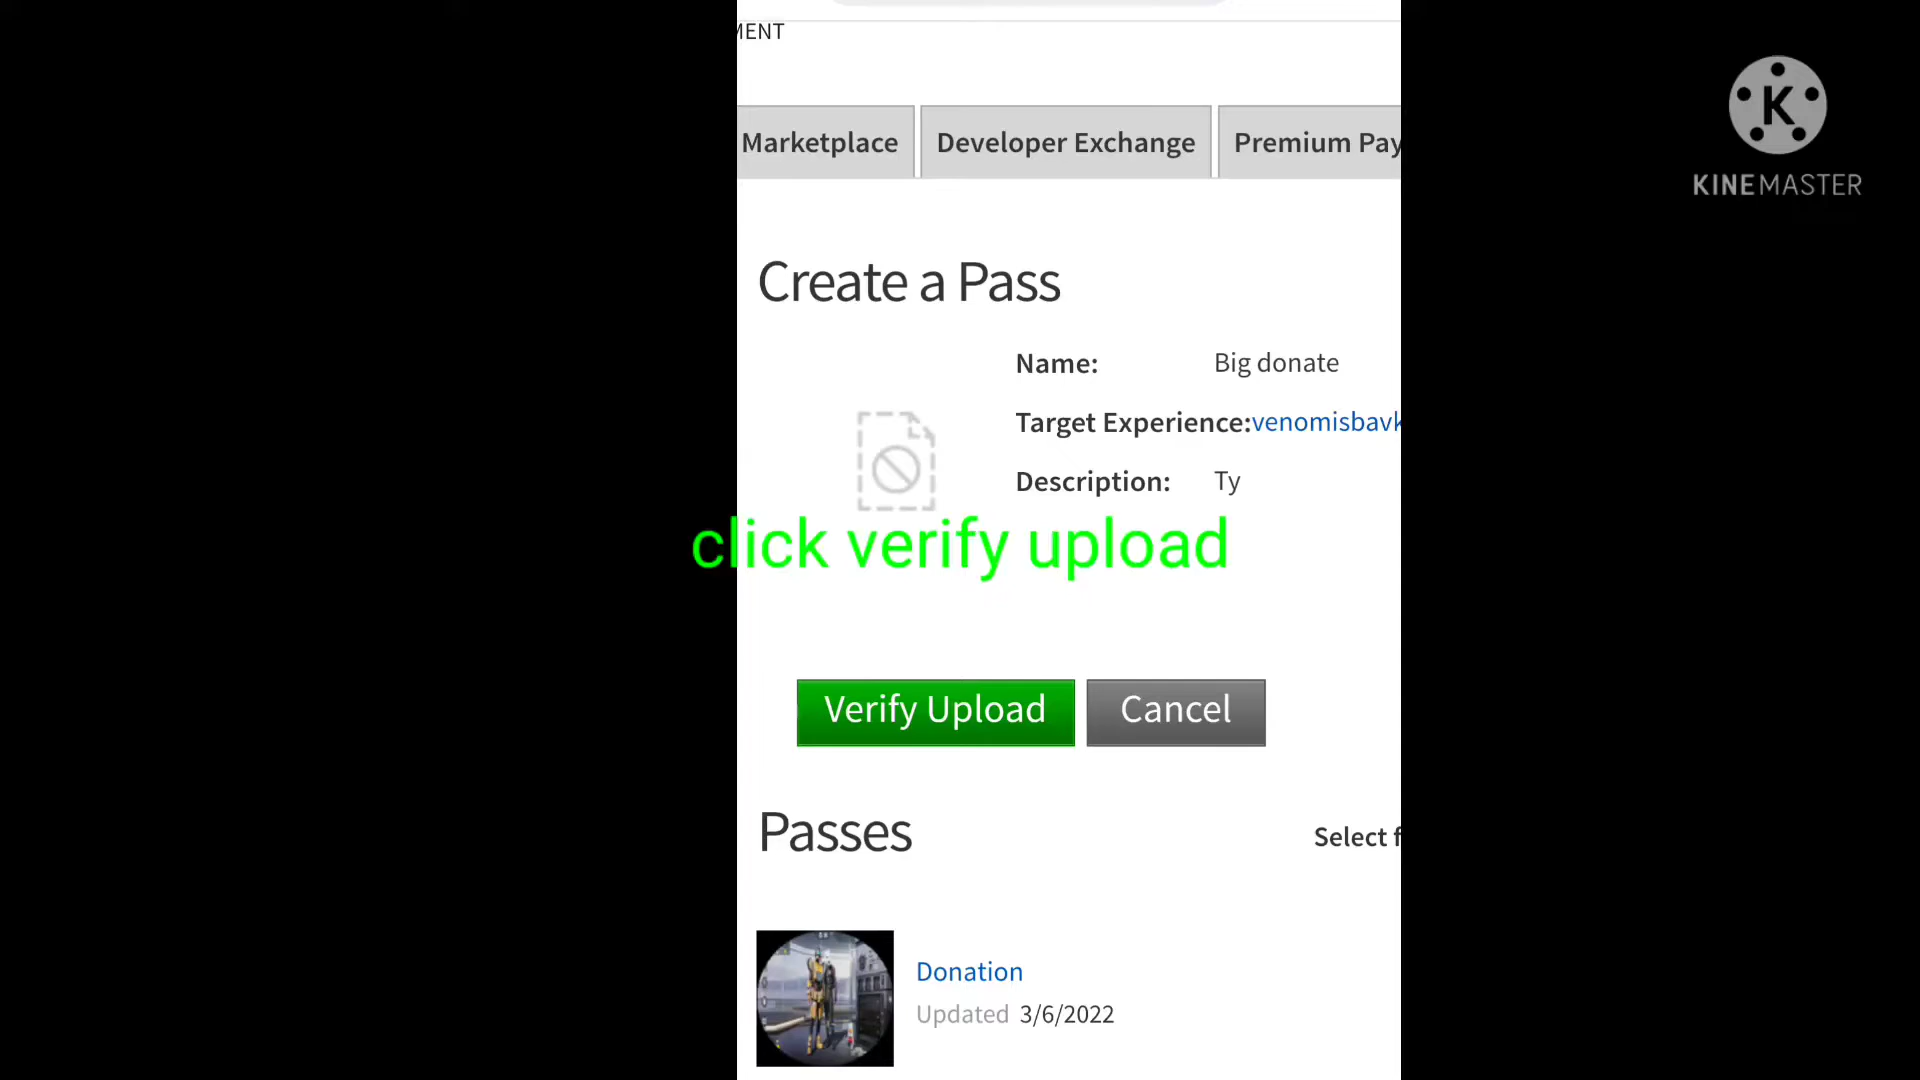 MENT
KINEMASTER
Marketplace
Developer Exchange
Premium Pay
Create a Pass
Name: Big donate
Target Experience:venomisbavk
Description: Ty
click verify upload
Verify Upload
Cancel
Passes
Select f
Donation
Updated 3/6/2022